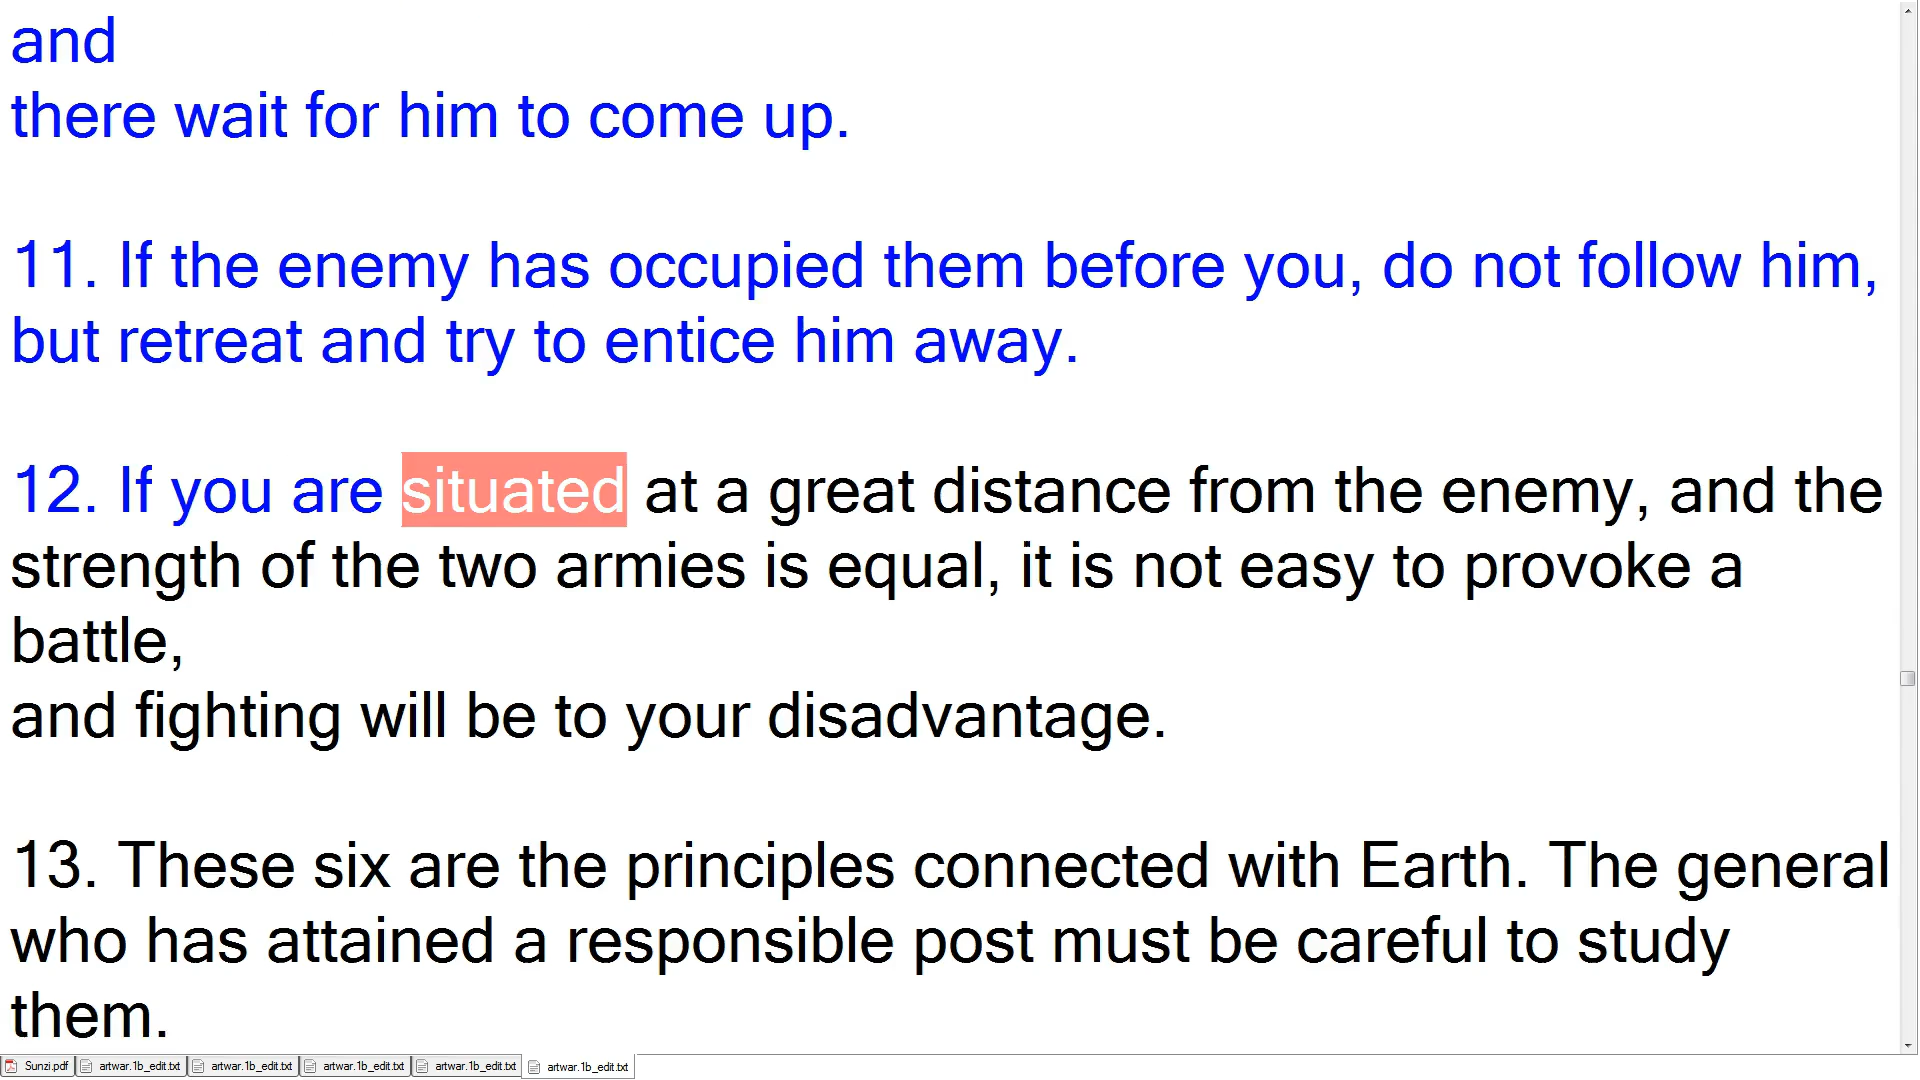 and
there wait for him to come up.
11. If the enemy has occupied them before you, do not follow him,
but retreat and try to entice him away.
12. If you are situated at a great distance from the enemy, and the
strength of the two armies is equal, it is not easy to provoke a
battle,
and fighting will be to your disadvantage.
13. These six are the principles connected with Earth. The general
who has attained a responsible post must be careful to study
them.
Sunzi.pdf artwar.1b_edit.txt artwar.1b_edit.txt artwar.1b_edit.txt artwar.1b_edit.txt artwar.1b_edit.txt